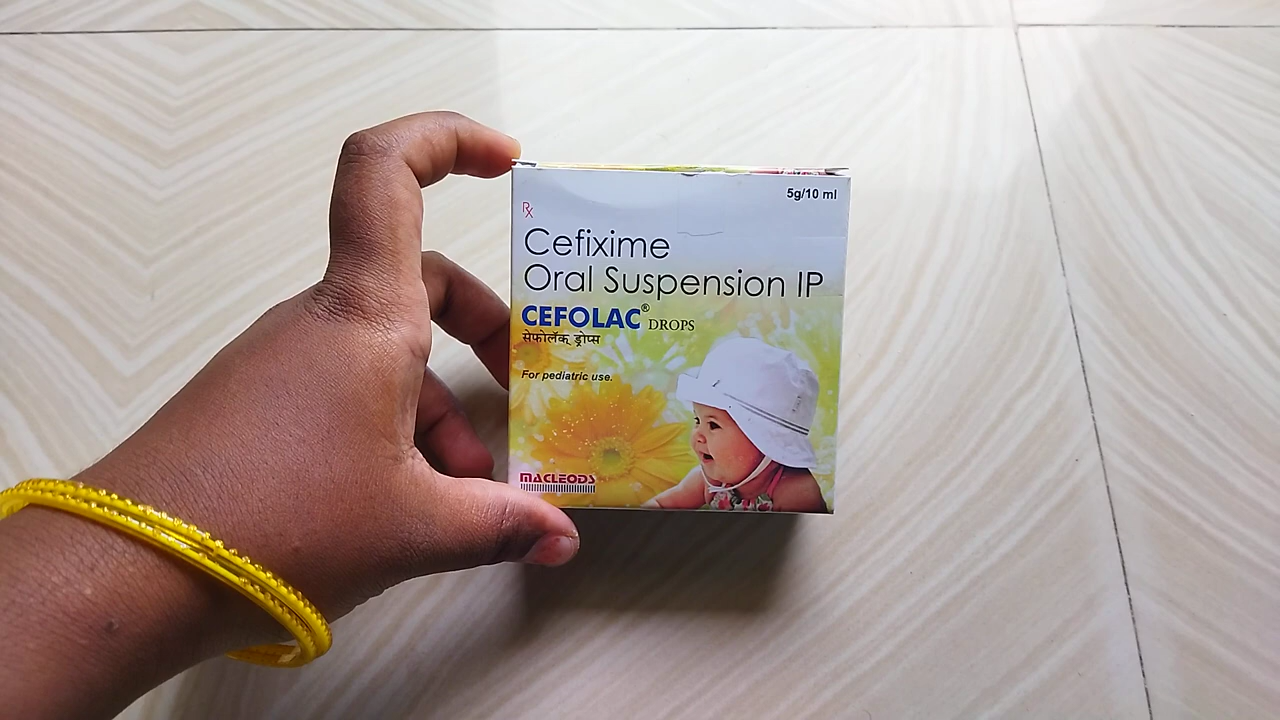 5g/10 ml
Rx
Cefixime
Oral Suspension IP
CEFOLAC® DROPS
सेफोलॅक् ड्रोप्स
For pediatric use.
MACLEODS